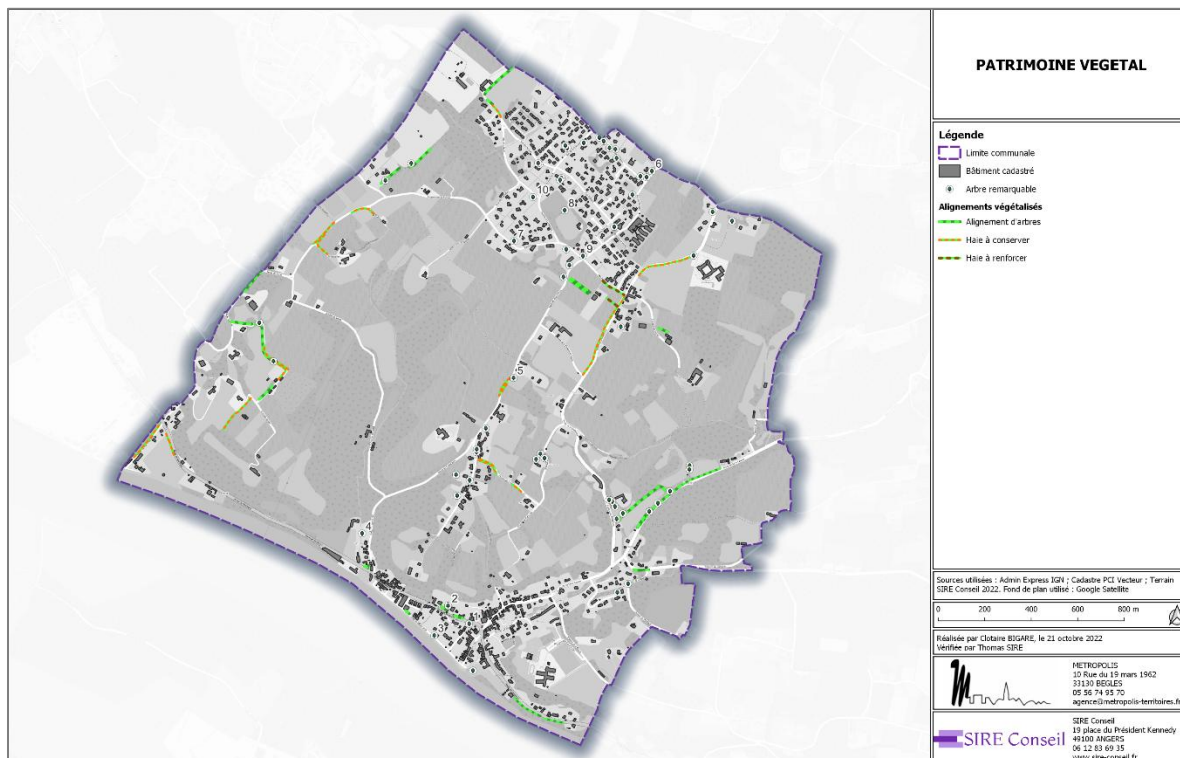 PATRIMOINE VEGETAL
Légende
Limite communale
Bâtiment cadastré
Arbre remarquable
Alignements végétalisés
Alignement d'arbres
Haie à conserver
Haie à renforcer
Sources utilisées : Admin Express IGN ; Cadastre PCI Vecteur ; Terrain
SIRE Conseil 2022. Fond de plan utilisé : Google Satellite
0 200 400 600 800 m
Réalisée par Clotaire BIGARE, le 21 octobre 2022
Vérifiée par Thomas SIRE
METROPOLIS
10 Rue du 19 mars 1962
33130 BEGLES
05 56 74 95 70
agence@metropolis-territoires.fr
SIRE Conseil
SIRE Conseil
19 place du Président Kennedy
49100 ANGERS
06 12 83 69 35
www.sire-conseil.fr
6
10
8
7
9
5
4
2
1
3